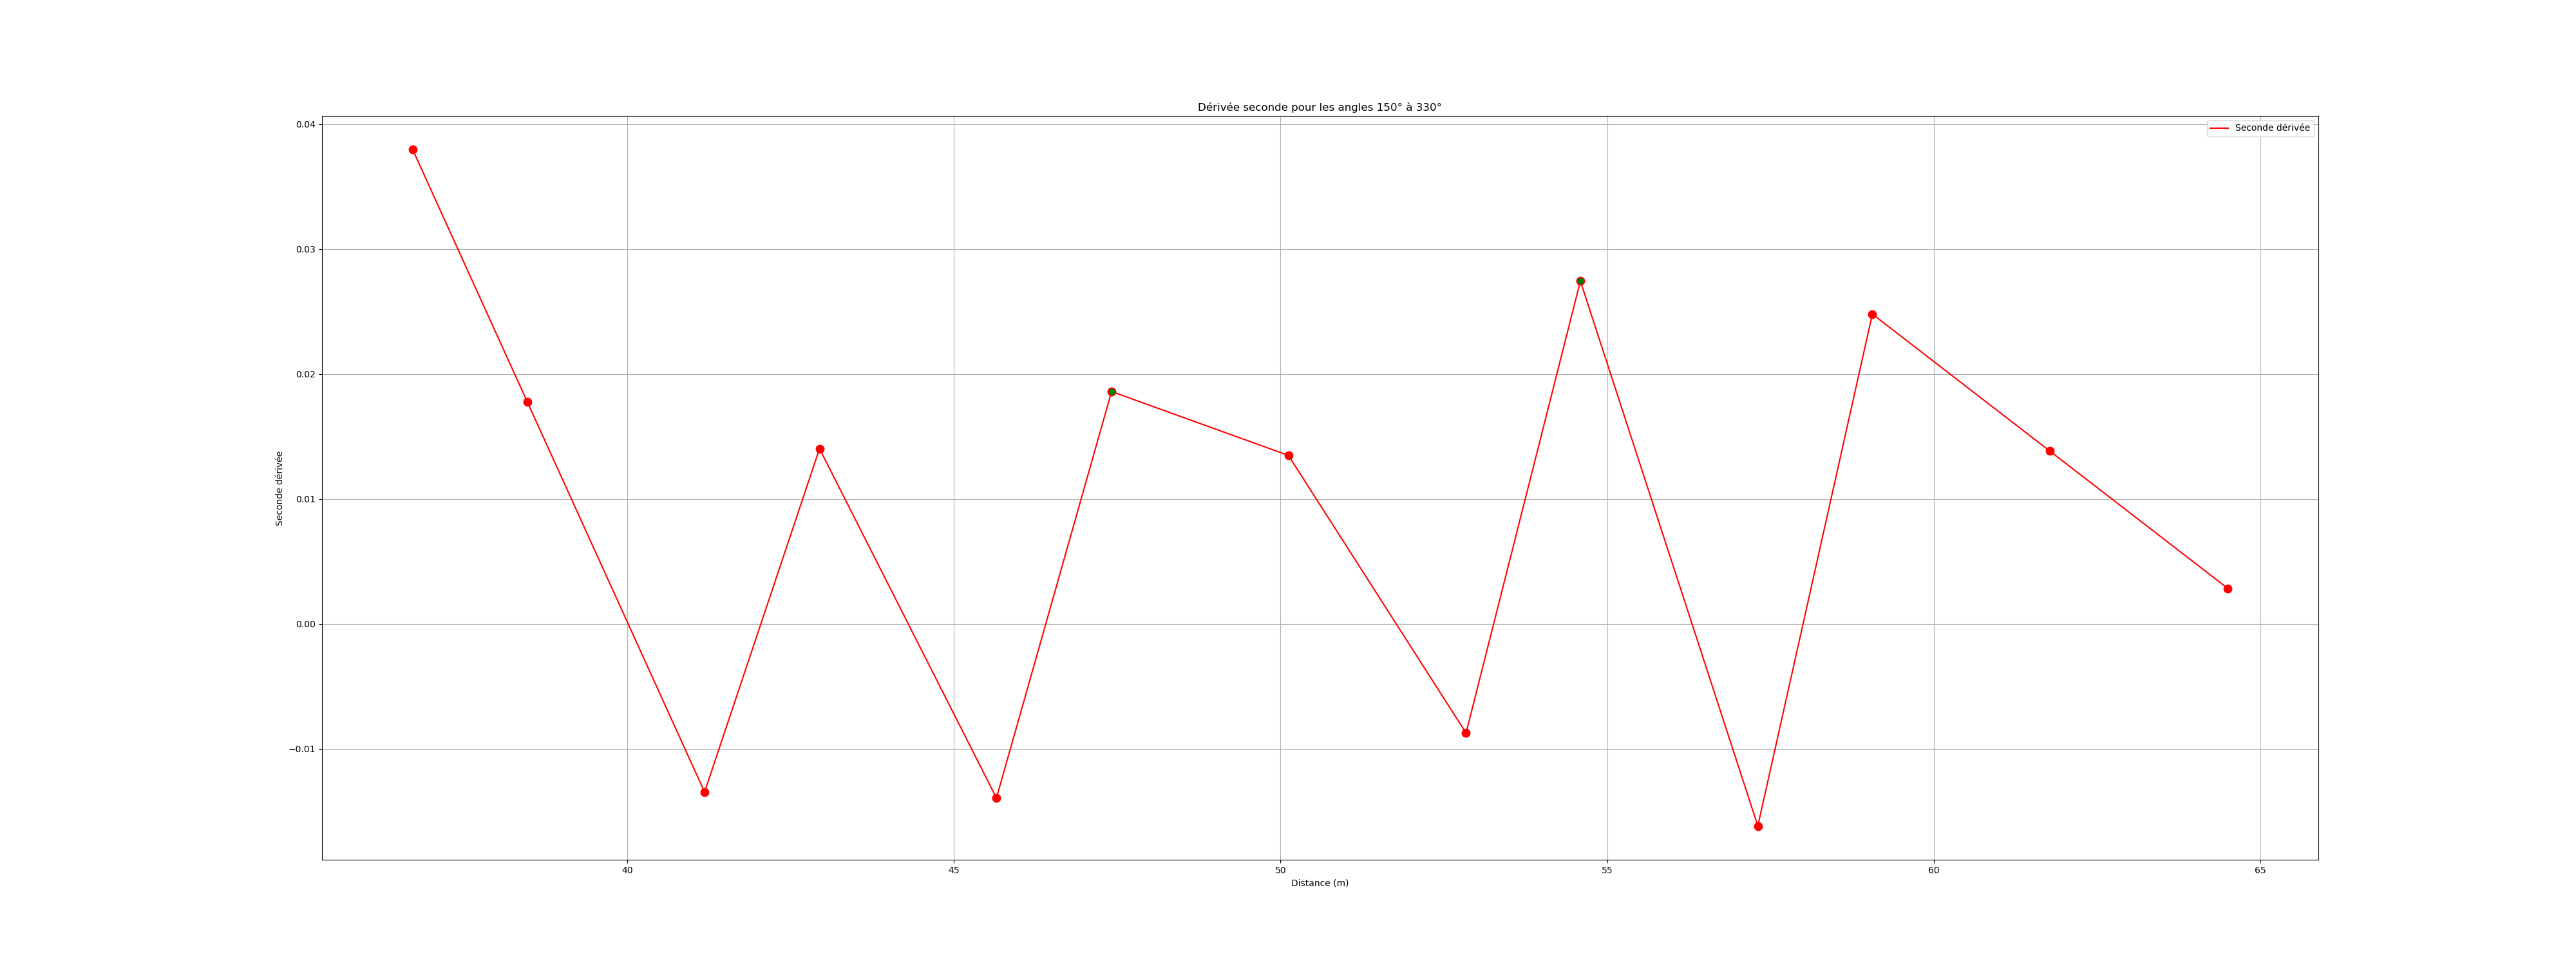 Dérivée seconde pour les angles 150° à 330°
Seconde dérivée
0.04
0.03
0.02
0.01
0.00
−0.01
Seconde dérivée
40 45 50 55 60 65
Distance (m)